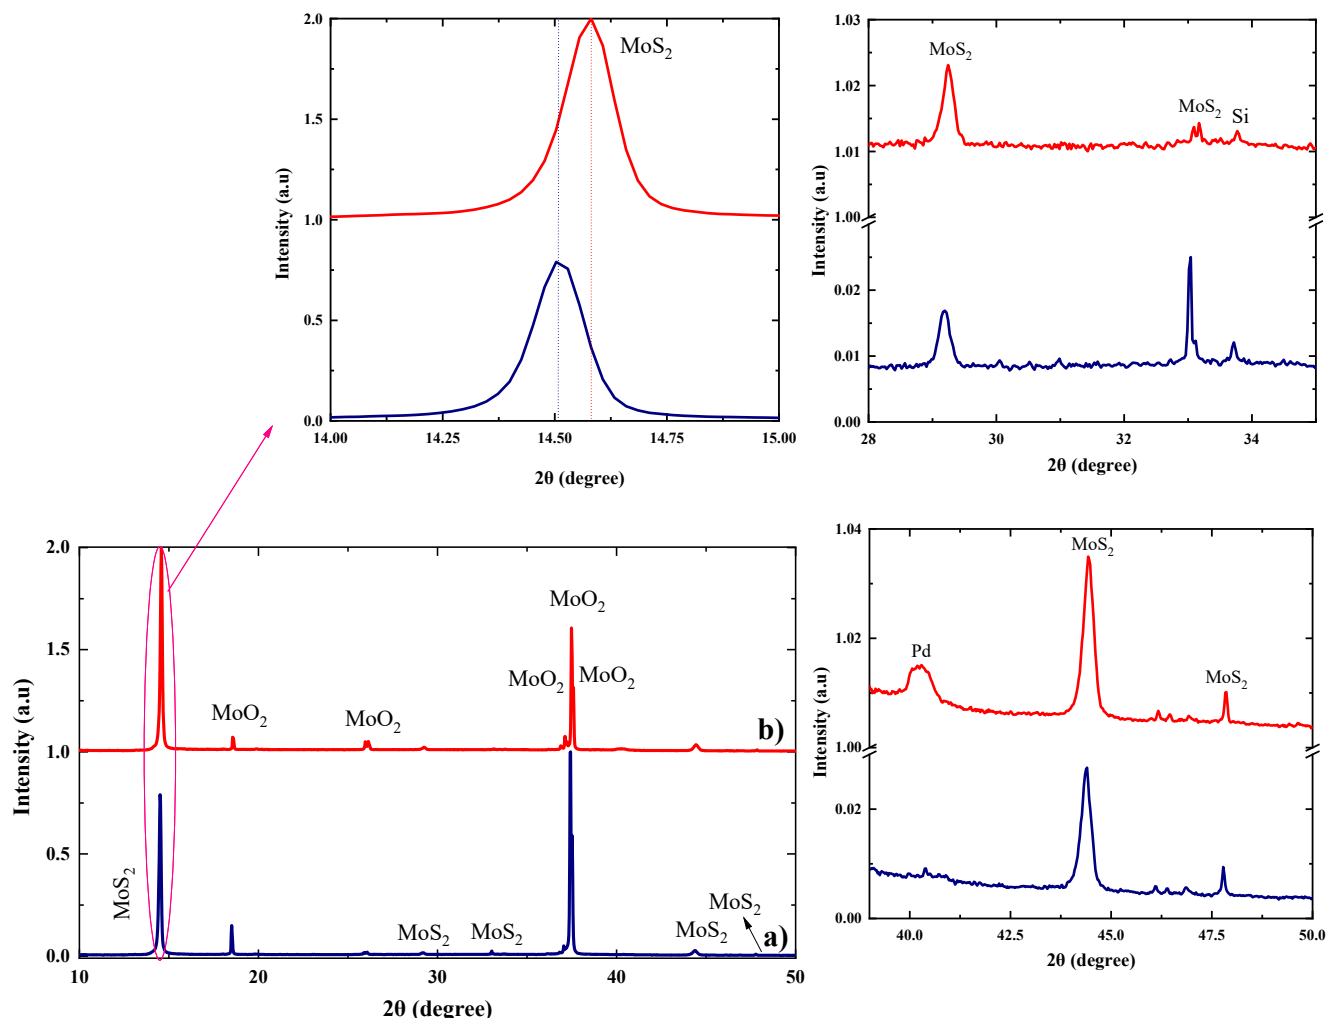 2.0
1.5
1.0
0.5
0.0
Intensity (a.u)
MoS₂
14.00 14.25 14.50 14.75 15.00
2θ (degree)
1.03
1.02
1.01
1.00
0.02
0.01
0.00
Intensity (a.u)
MoS₂
MoS₂
Si
28 30 32 34
2θ (degree)
2.0
1.5
1.0
0.5
0.0
Intensity (a.u)
MoO₂
MoO₂ MoO₂
MoO₂ MoO₂
b)
MoS₂
MoS₂
MoS₂ MoS₂ MoS₂
a)
10 20 30 40 50
2θ (degree)
1.04
1.02
1.00
0.02
0.00
Intensity (a.u)
MoS₂
Pd
MoS₂
40.0 42.5 45.0 47.5 50.0
2θ (degree)